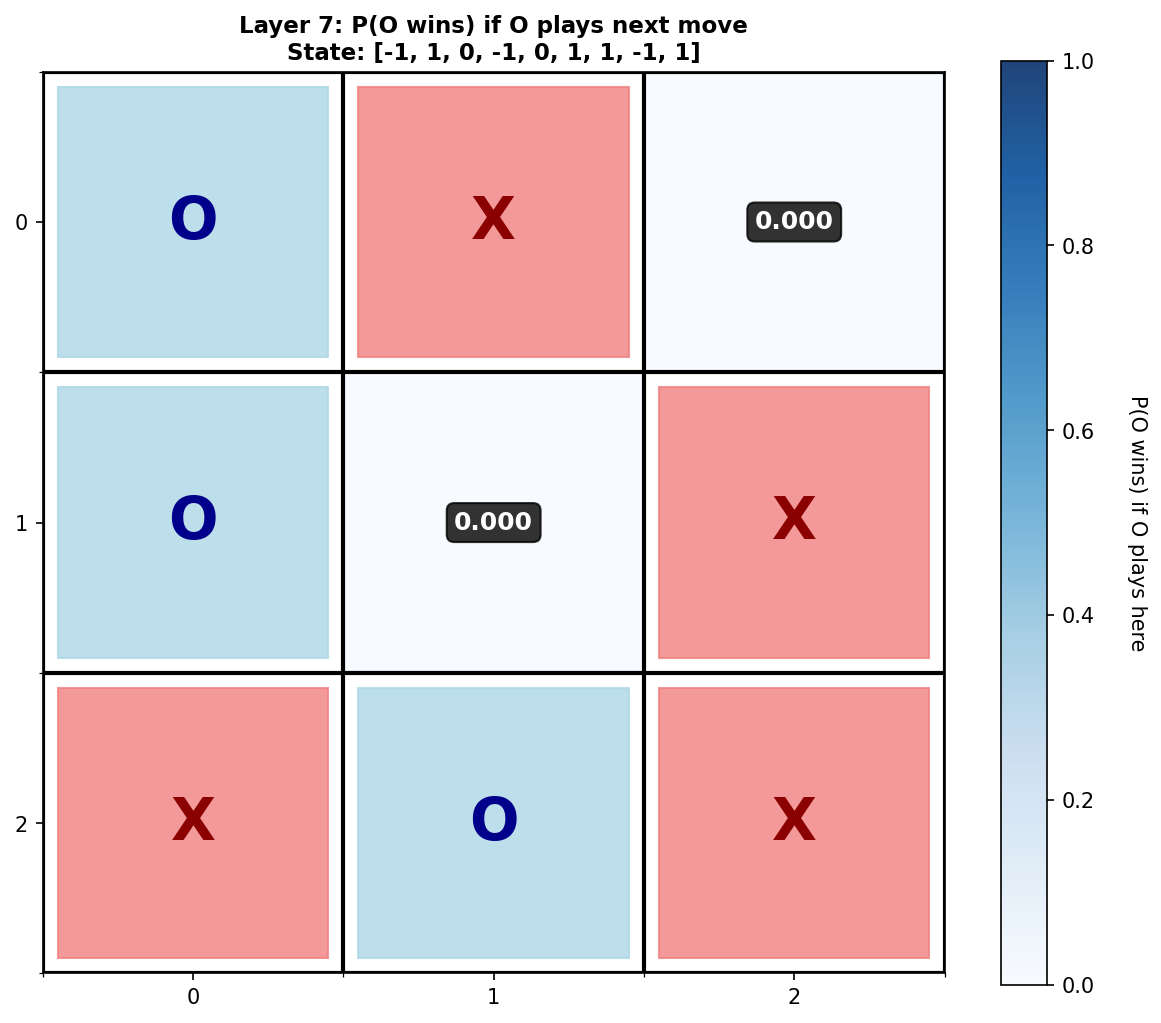 Layer 7: P(O wins) if O plays next move
State: [-1, 1, 0, -1, 0, 1, 1, -1, 1]
0
O
X
0.000
1
O
0.000
X
2
X
O
X
0
1
2
1.0
0.8
0.6
0.4
0.2
0.0
P(O wins) if O plays here